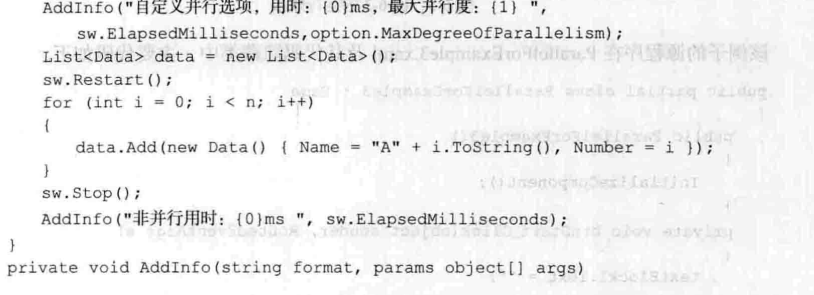 AddInfo("自定义并行选项，用时：{0}ms，最大并行度：{1} ",
sw.ElapsedMilliseconds,option.MaxDegreeOfParallelism);
List<Data> data = new List<Data>();
sw.Restart();
for (int i = 0; i < n; i++)
{
data.Add(new Data() { Name = "A" + i.ToString(), Number = i });
}
sw.Stop();
AddInfo("非并行用时：{0}ms ", sw.ElapsedMilliseconds);
}
private void AddInfo(string format, params object[] args)